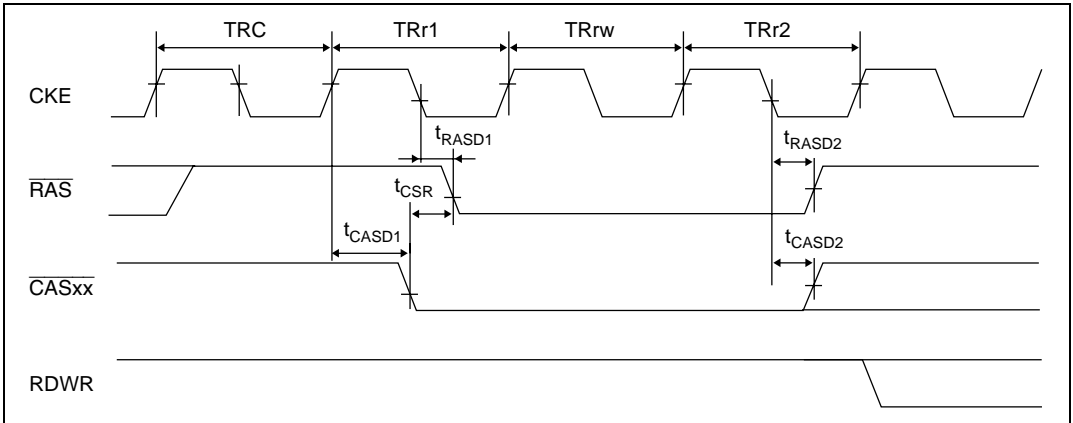 TRC TRr1 TRrw TRr2
CKE
tRASD1 tRASD2
RAS
tCSR
tCASD1 tCASD2
CASxx
RDWR